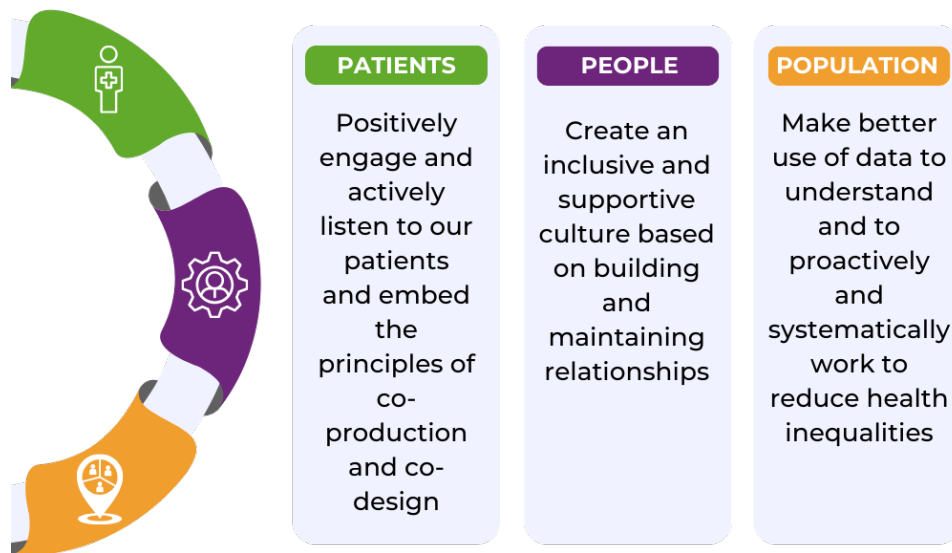 PATIENTS
Positively
engage and
actively
listen to our
patients
and embed
the
principles of
co-
production
and co-
design
PEOPLE
Create an
inclusive and
supportive
culture based
on building
and
maintaining
relationships
POPULATION
Make better
use of data to
understand
and to
proactively
and
systematically
work to
reduce health
inequalities